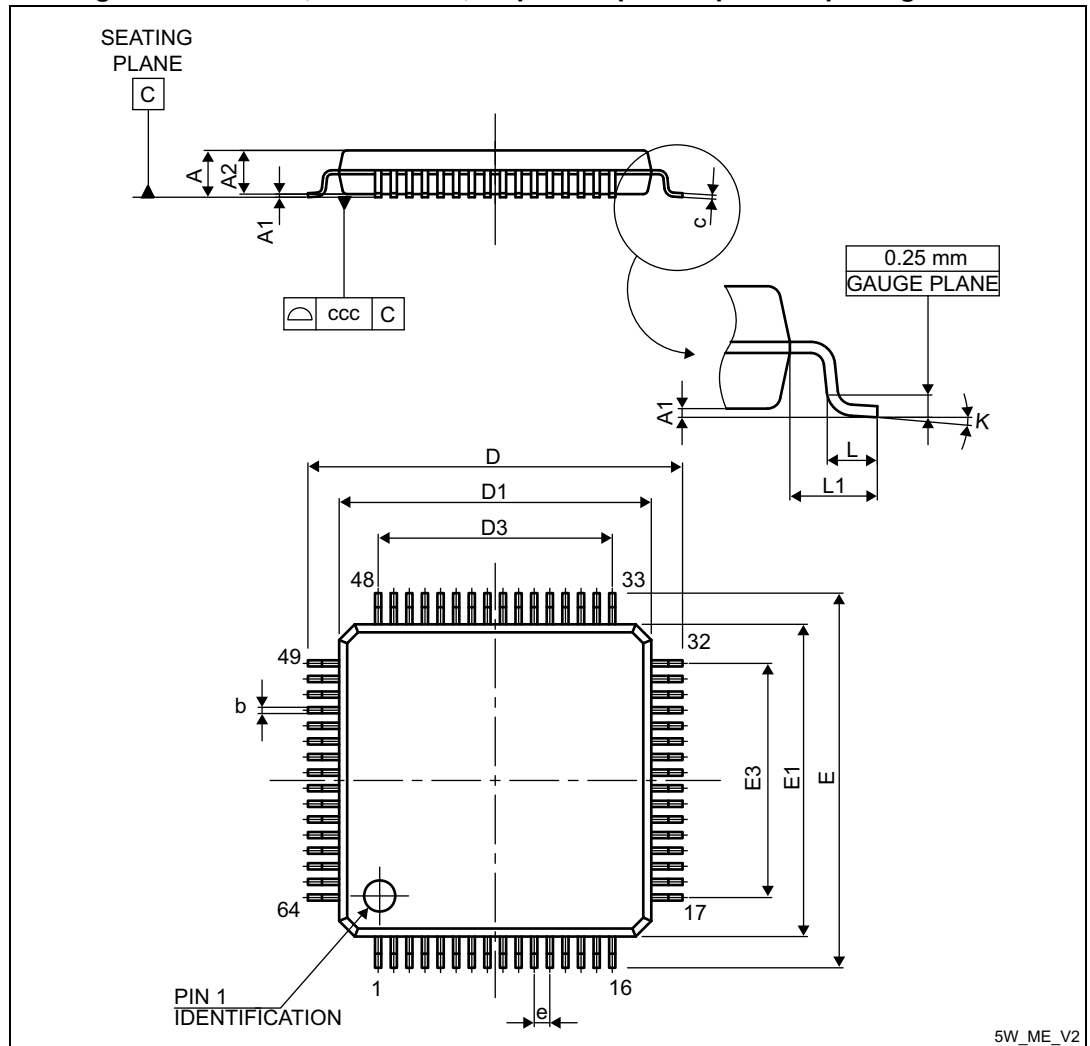 SEATING
PLANE
C
A
A2
A1
c
ccc C
0.25 mm
GAUGE PLANE
A1
K
L
L1
D
D1
D3
48
33
49
32
b
E3
E1
E
64
17
1
16
e
PIN 1
IDENTIFICATION
5W_ME_V2